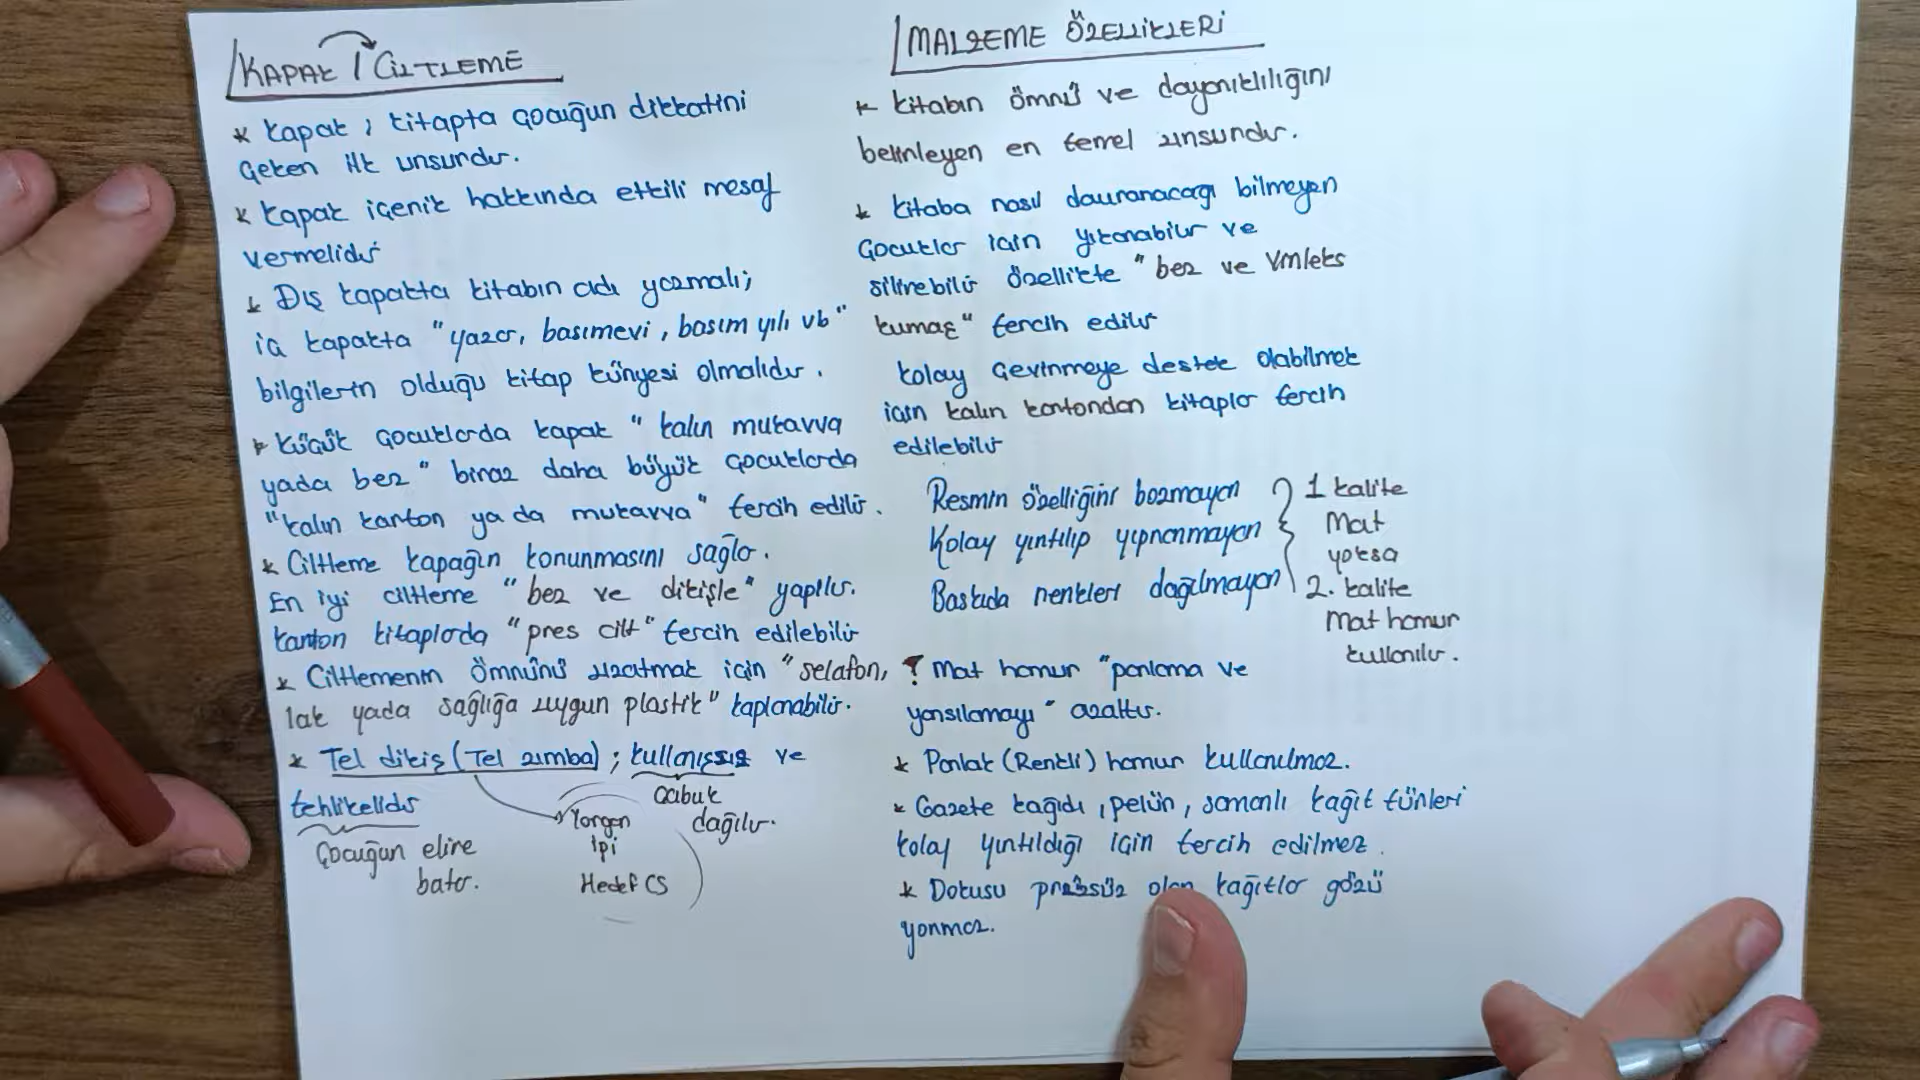 KAPAK / CİLTLEME
* Kapak, kitapta çocuğun dikkatini
çeken ilk unsurdur.
* Kapak içerik hakkında etkili mesaj
vermelidir
* Dış kapakta kitabın adı yazmalı;
iç kapakta "yazar, basımevi, basım yılı vb"
bilgilerin olduğu kitap künyesi olmalıdır.
* Küçük çocuklarda kapak "kalın mukavva
yada bez" biraz daha büyük çocuklarda
"kalın karton ya da mukavva" tercih edilir.
* Ciltleme kapağın korunmasını sağlar.
En iyi ciltleme "bez ve dikişle" yapılır.
Karton kitaplarda "pres cilt" tercih edilebilir
* Ciltlemenin ömrünü uzatmak için "selafon,
lak yada sağlığa uygun plastik" kaplanabilir.
* Tel dikiş (Tel zımba); kullanışsız ve
tehlikelidir
Çabuk
dağılır.
Yorgan
İpi
Hedef CS
Çocuğun eline
batar.
MALZEME ÖZELLİKLERİ
* Kitabın ömrü ve dayanıklılığını
belirleyen en temel unsurdur.
* Kitaba nasıl davranacağı bilmeyen
Çocuklar için yıkanabilir ve
silinebilir özellikte "bez ve Vinleks
kumaş" tercih edilir
Kolay çevirmeye destek olabilmek
için kalın kartondan kitaplar tercih
edilebilir
Resmin özelliğini bozmayan
Kolay yırtılıp yıpranmayan
Baskıda renkleri dağılmayan
1 kalite
Mat
yoksa
2. kalite
Mat hamur
kullanılır.
? Mat hamur "parlama ve
yansılamayı" azaltır.
* Parlak (Renkli) hamur kullanılmaz.
* Gazete kağıdı, pelür, samanlı kağıt türleri
kolay yırtıldığı için tercih edilmez.
* Dokusu pürüzsüz olan kağıtlar gözü
yormaz.